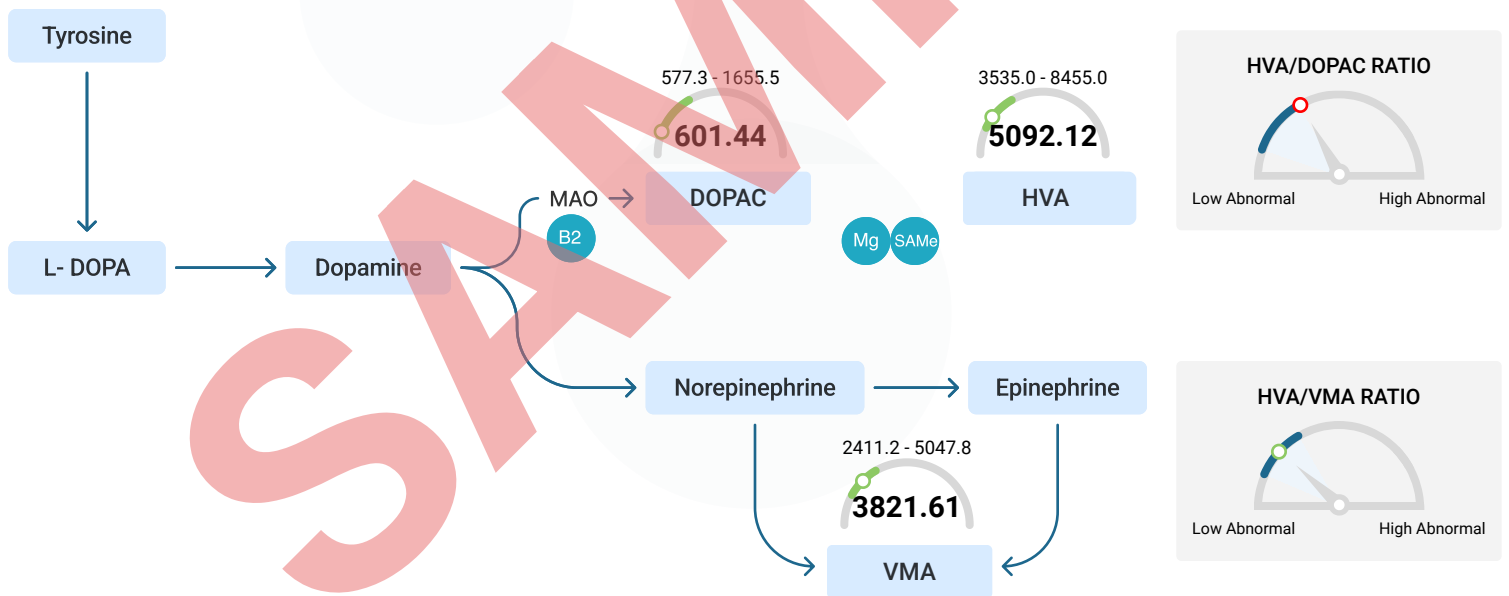 Tyrosine
577.3 - 1655.5
601.44
3535.0 - 8455.0
5092.12
HVA/DOPAC RATIO
Low Abnormal
High Abnormal
MAO
DOPAC
HVA
B2
Mg
SAMe
L- DOPA
Dopamine
Norepinephrine
Epinephrine
HVA/VMA RATIO
Low Abnormal
High Abnormal
2411.2 - 5047.8
3821.61
VMA